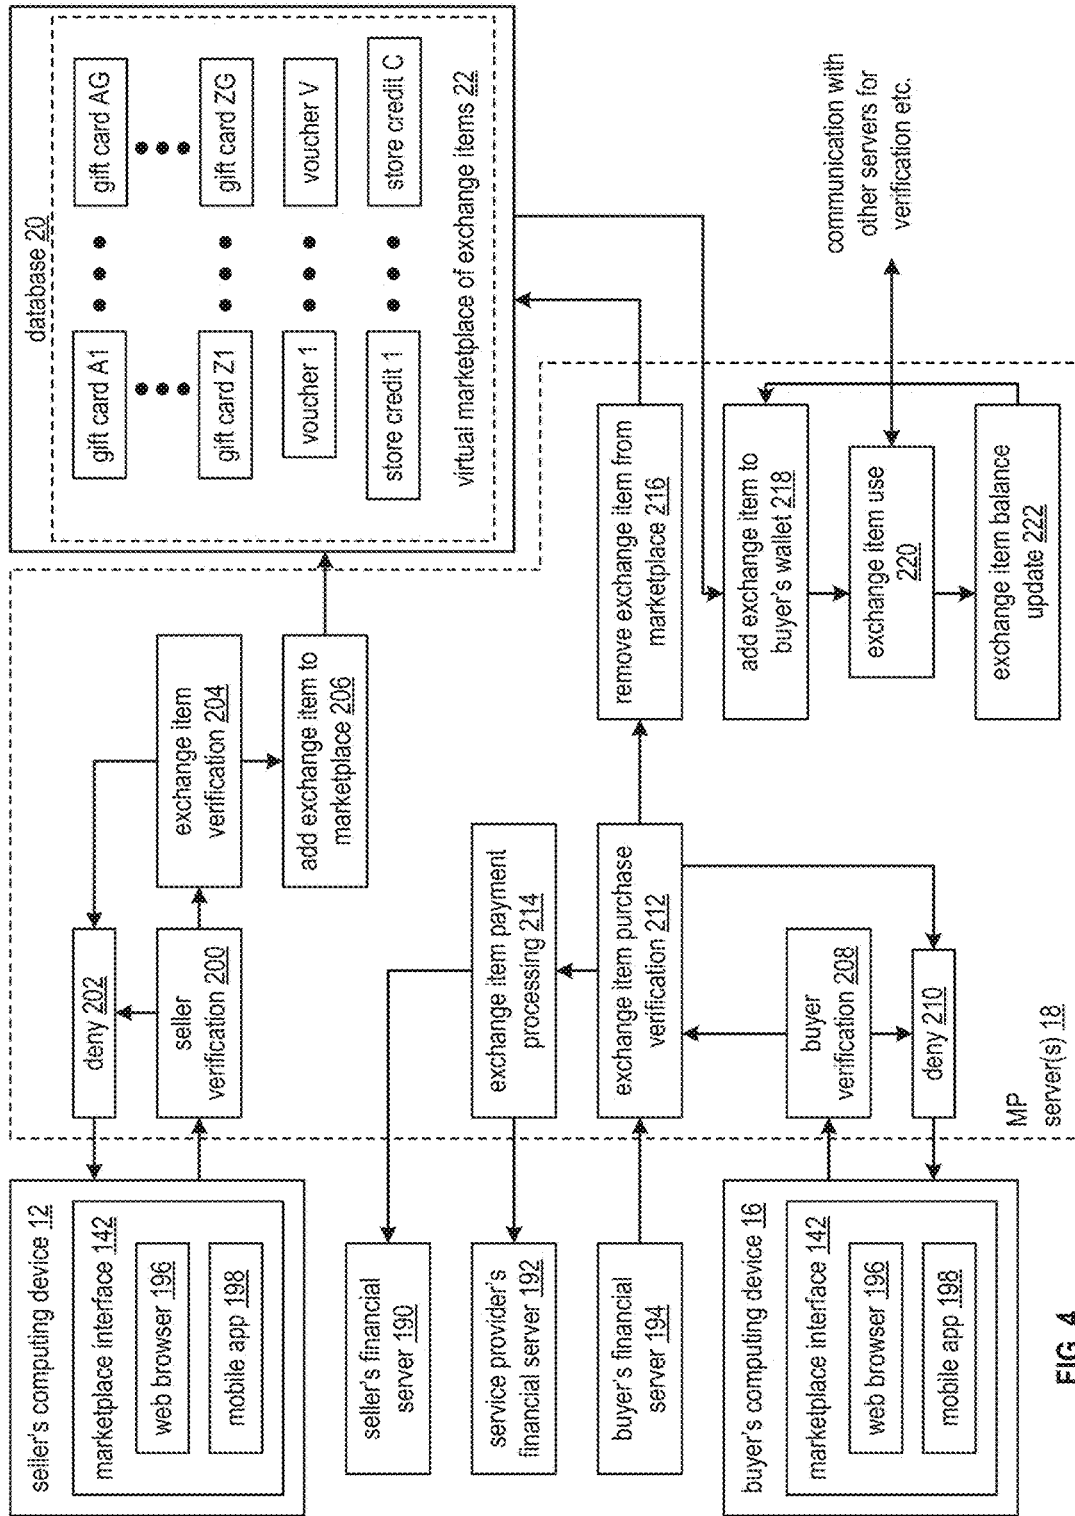 seller's computing device 12
marketplace interface 142
web browser 196
mobile app 198
deny 202
seller
verification 200
exchange item
verification 204
add exchange item to
marketplace 206
database 20
gift card A1
gift card AG
gift card Z1
gift card ZG
voucher 1
voucher V
store credit 1
store credit C
virtual marketplace of exchange items 22
seller's financial
server 190
service provider's
financial server 192
buyer's financial
server 194
exchange item payment
processing 214
exchange item purchase
verification 212
remove exchange item from
marketplace 216
add exchange item to
buyer's wallet 218
exchange item use
220
exchange item balance
update 222
communication with
other servers for
verification etc.
buyer's computing device 16
marketplace interface 142
web browser 196
mobile app 198
buyer
verification 208
deny 210
MP
server(s) 18
FIG. 4